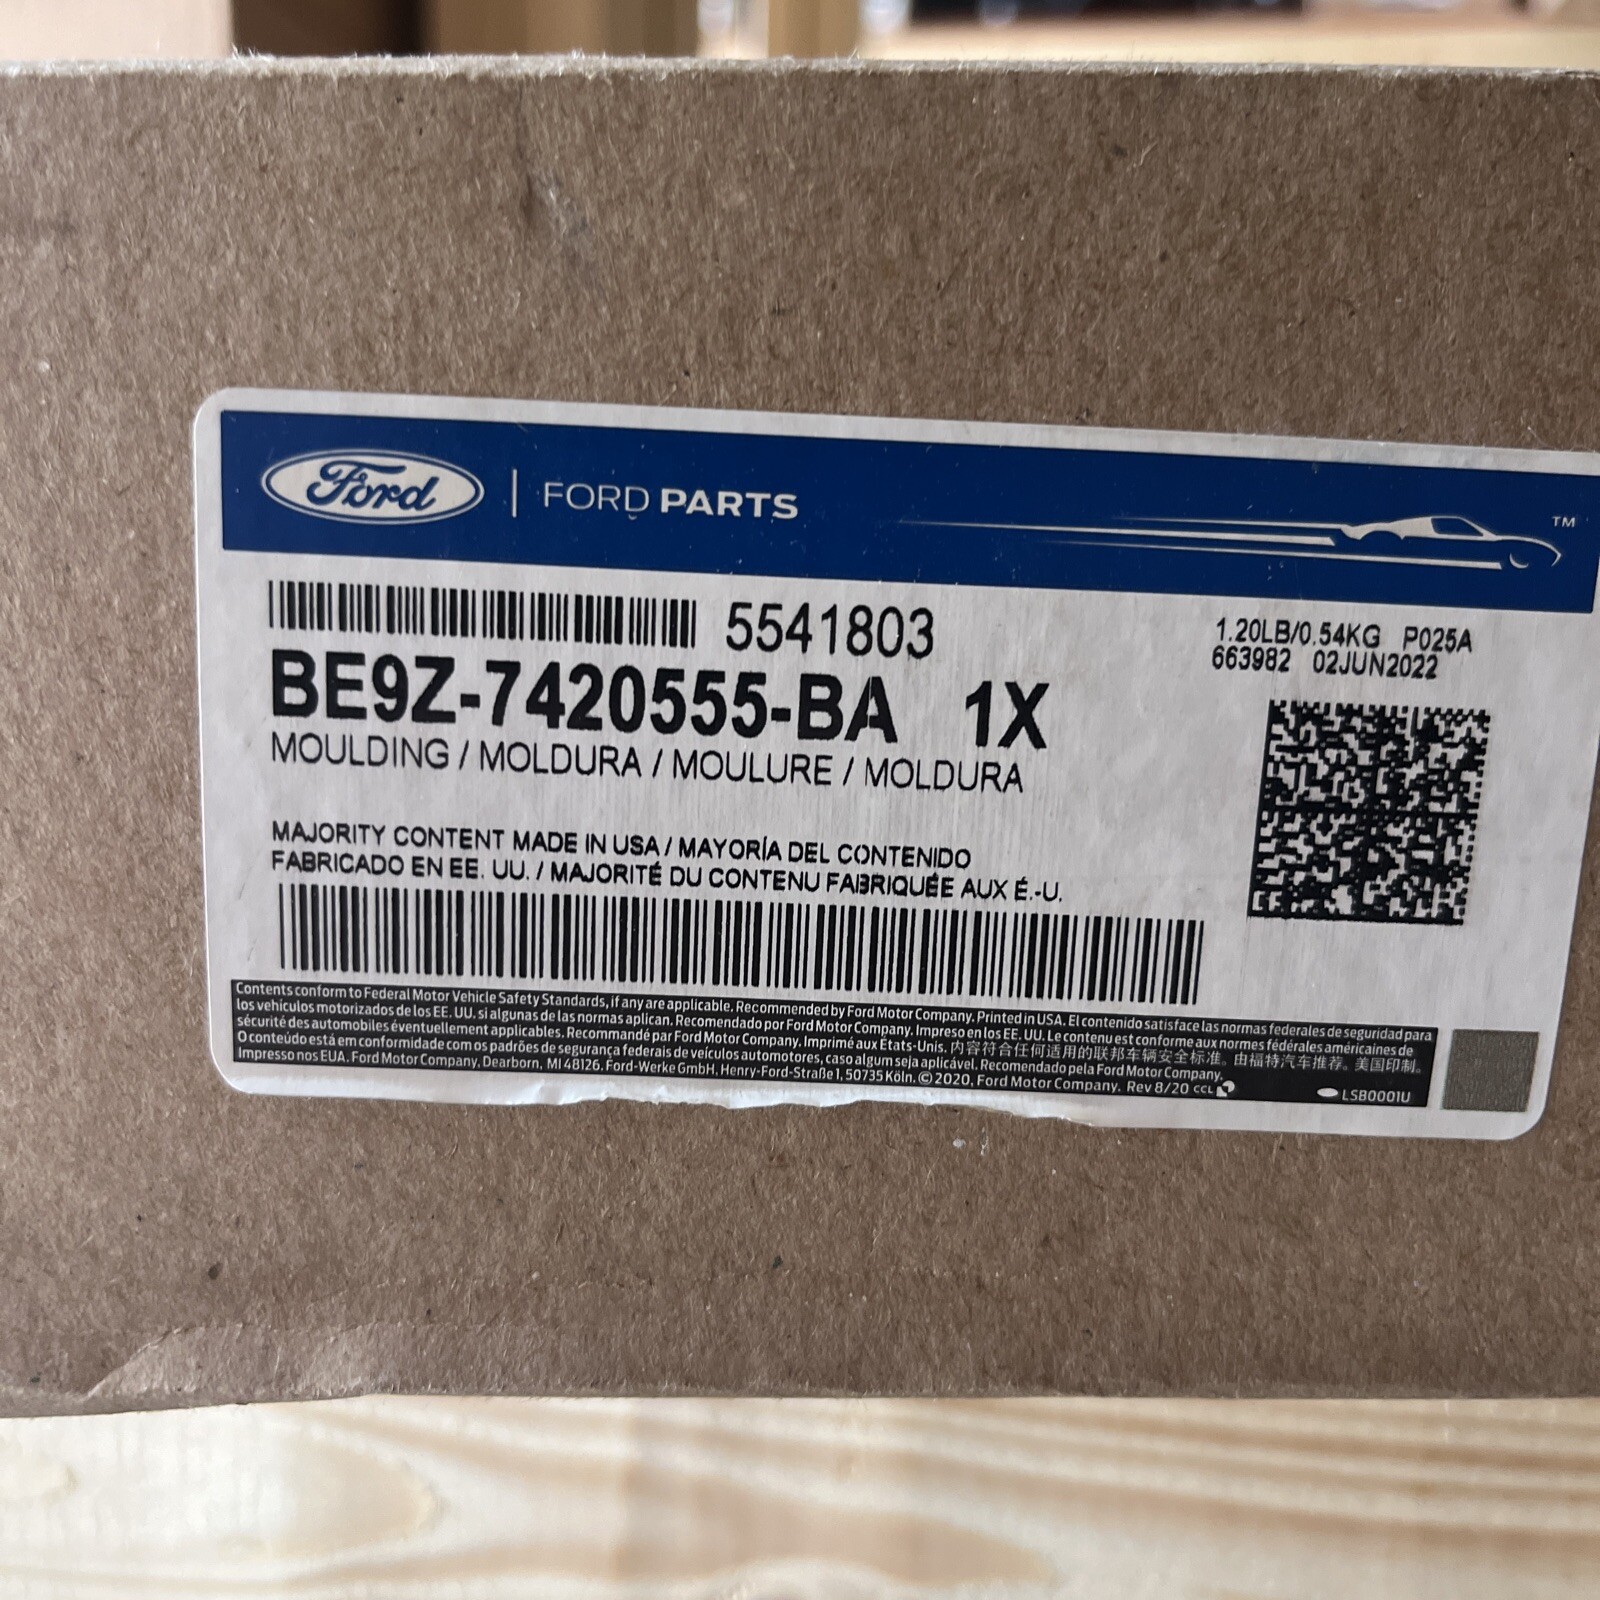 Ford | FORD PARTS
TM
5541803
1.20LB/0.54KG P025A
663982 02JUN2022
BE9Z-7420555-BA 1X
MOULDING / MOLDURA / MOULURE / MOLDURA
MAJORITY CONTENT MADE IN USA / MAYORÍA DEL CONTENIDO
FABRICADO EN EE. UU. / MAJORITÉ DU CONTENU FABRIQUÉE AUX É.-U.
Contents conform to Federal Motor Vehicle Safety Standards, if any are applicable. Recommended by Ford Motor Company. Printed in USA. El contenido satisface las normas federales de seguridad para
los vehículos motorizados de los EE. UU. si algunas de las normas aplican. Recomendado por Ford Motor Company. Impreso en los EE. UU. Le contenu est conforme aux normes fédérales américaines de
sécurité des automobiles éventuellement applicables. Recommandé par Ford Motor Company. Imprimé aux États-Unis. 内容符合任何适用的联邦车辆安全标准。由福特汽车推荐。美国印制。
O conteúdo está em conformidade com os padrões de segurança federais de veículos automotores, caso algum seja aplicável. Recomendado pela Ford Motor Company.
Impresso nos EUA. Ford Motor Company, Dearborn, MI 48126. Ford-Werke GmbH, Henry-Ford-Straße 1, 50735 Köln. © 2020, Ford Motor Company. Rev 8/20 CCL
LSB0001U